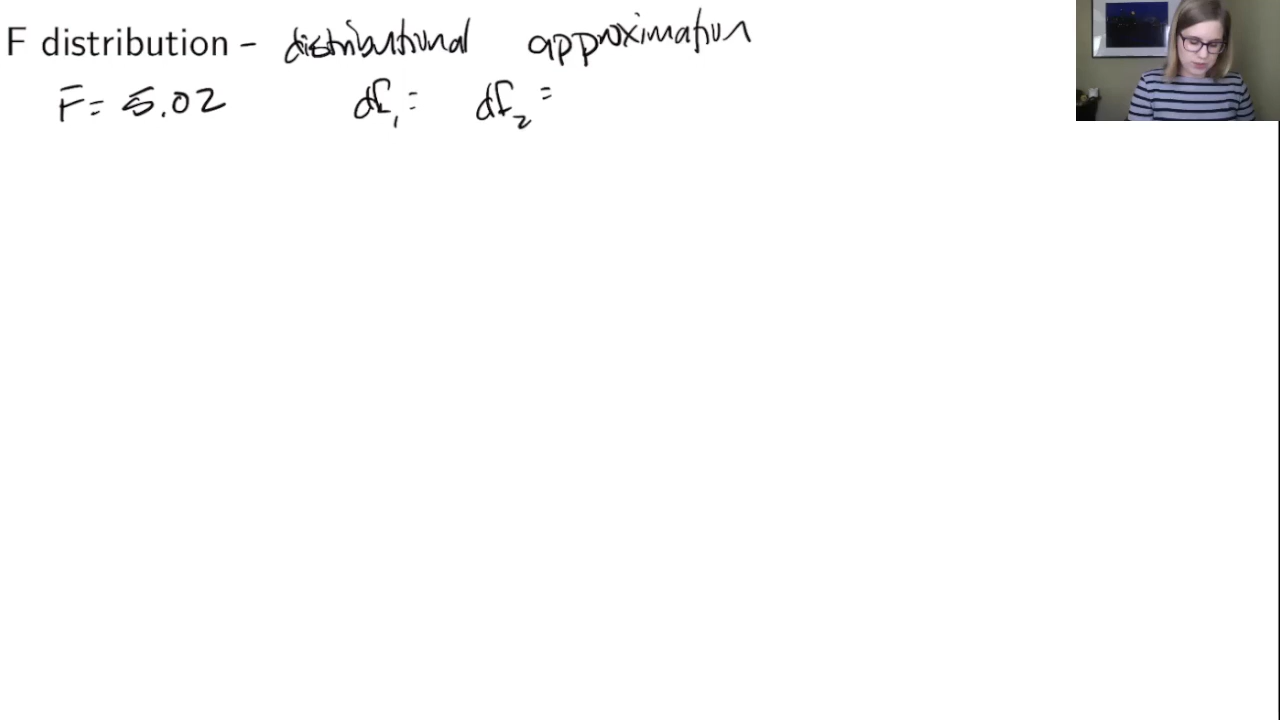 F distribution – distributional approximation
F = 5.02 df₁ = df₂ =